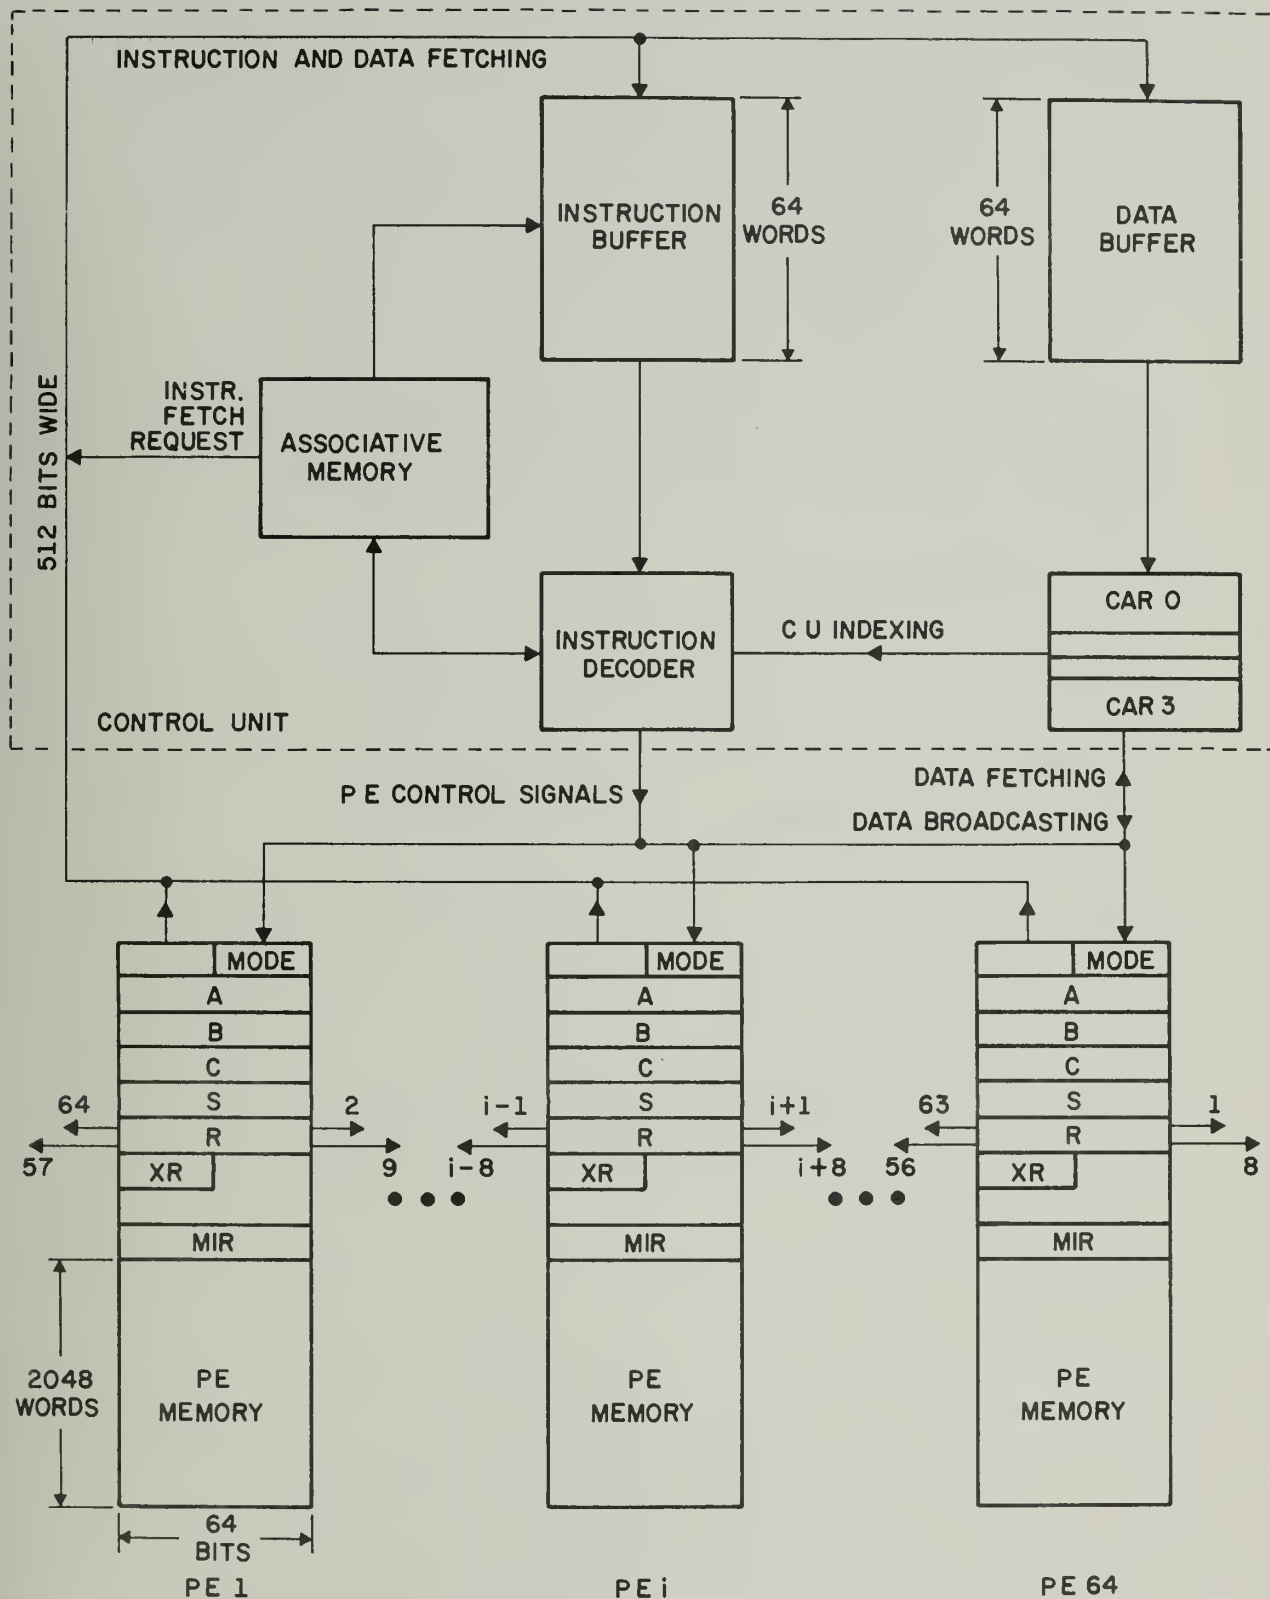 INSTRUCTION AND DATA FETCHING
INSTRUCTION
BUFFER
64
WORDS
64
WORDS
DATA
BUFFER
512 BITS WIDE
INSTR.
FETCH
REQUEST
ASSOCIATIVE
MEMORY
INSTRUCTION
DECODER
C U INDEXING
CAR 0
CAR 3
CONTROL UNIT
P E CONTROL SIGNALS
DATA FETCHING
DATA BROADCASTING
MODE
A
B
C
S
R
XR
MIR
PE
MEMORY
64
57
2
9
2048
WORDS
64
BITS
PE 1
MODE
A
B
C
S
R
XR
MIR
PE
MEMORY
i-1
i-8
i+1
i+8
PE i
MODE
A
B
C
S
R
XR
MIR
PE
MEMORY
63
56
1
8
PE 64